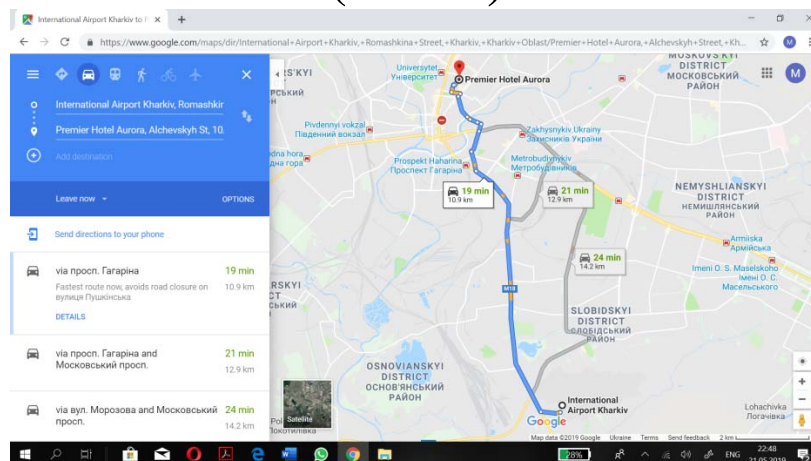 International Airport Kharkiv to P
https://www.google.com/maps/dir/International+Airport+Kharkiv,+Romashkina+Street,+Kharkiv,+Kharkiv+Oblast/Premier+Hotel+Aurora,+Alchevskyh+Street,+Kh...
M
International Airport Kharkiv, Romashkir
Premier Hotel Aurora, Alchevskyh St, 10
Add destination
Leave now
OPTIONS
Send directions to your phone
via просп. Гагаріна
19 min
Fastest route now, avoids road closure on вулиця Пушкінська
10.9 km
DETAILS
via просп. Гагаріна and Московський просп.
21 min
12.9 km
via вул. Морозова and Московський просп.
24 min
14.2 km
Satellite
Universytet
Університет
Premier Hotel Aurora
DISTRICT
МОСКОВСЬКИЙ
РАЙОН
Pivdennyi vokzal
Південний вокзал
Zakhysnykiv Ukrainy
Захисників України
Prospekt Haharina
Проспект Гагаріна
Metrobudivnykiv
Метробудівників
19 min
10.9 km
21 min
12.9 km
24 min
14.2 km
NEMYSHLIANSKYI
DISTRICT
НЕМИШЛЯНСЬКИЙ
РАЙОН
Armiiska
Армійська
Imeni O. S. Maselskoho
Імені О. С.
Масельського
M18
SLOBIDSKYI
DISTRICT
СЛОБІДСЬКИЙ
РАЙОН
OSNOVIANSKYI
DISTRICT
ОСНОВ'ЯНСЬКИЙ
РАЙОН
International
Airport Kharkiv
Lohachivka
Логачівка
Google
Map data ©2019 Google
Ukraine
Terms
Send feedback
2 km
28%
ENG
22:48
21.05.2019